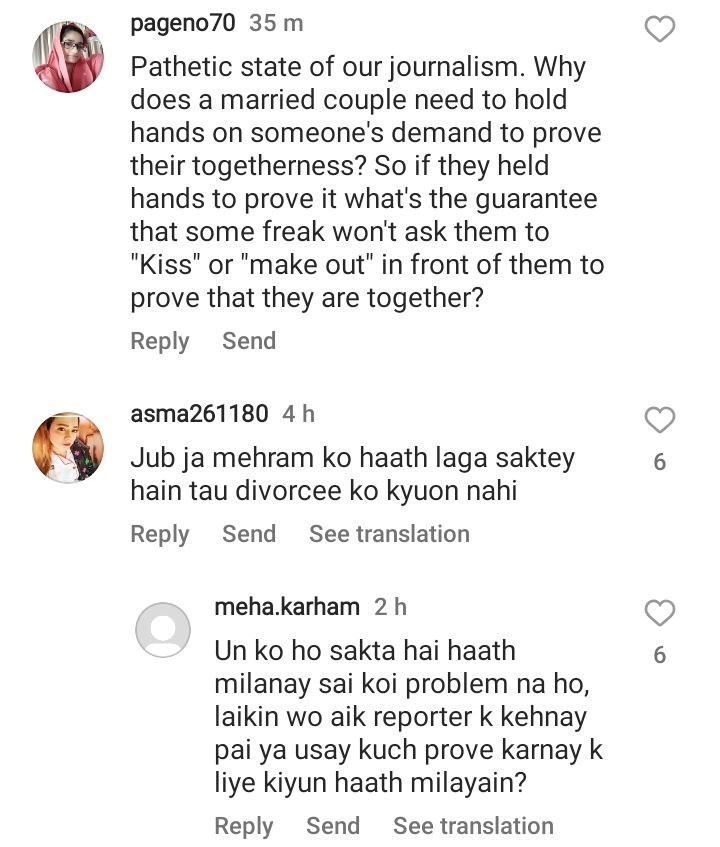 pageno70 35 m
Pathetic state of our journalism. Why
does a married couple need to hold
hands on someone's demand to prove
their togetherness? So if they held
hands to prove it what's the guarantee
that some freak won't ask them to
"Kiss" or "make out" in front of them to
prove that they are together?
Reply Send
asma261180 4 h
Jub ja mehram ko haath laga saktey
hain tau divorcee ko kyuon nahi
6
Reply Send See translation
meha.karham 2 h
Un ko ho sakta hai haath
milanay sai koi problem na ho,
laikin wo aik reporter k kehnay
pai ya usay kuch prove karnay k
liye kiyun haath milayain?
6
Reply Send See translation